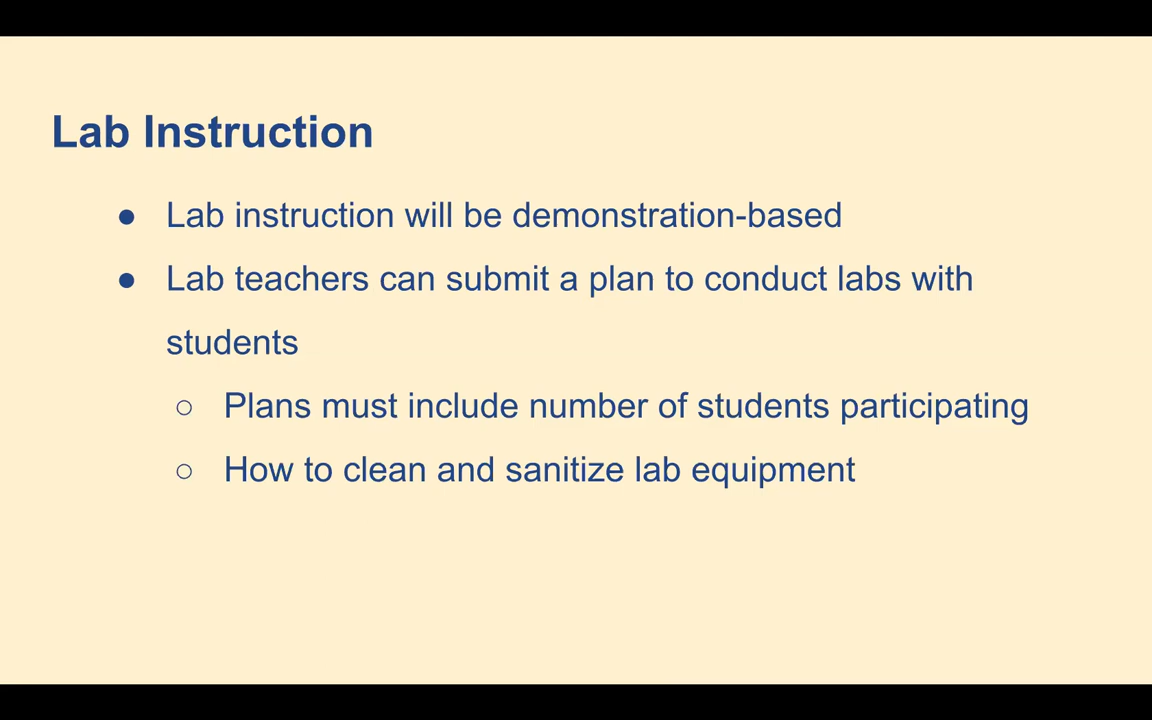 Lab Instruction
● Lab instruction will be demonstration-based
● Lab teachers can submit a plan to conduct labs with
students
○ Plans must include number of students participating
○ How to clean and sanitize lab equipment